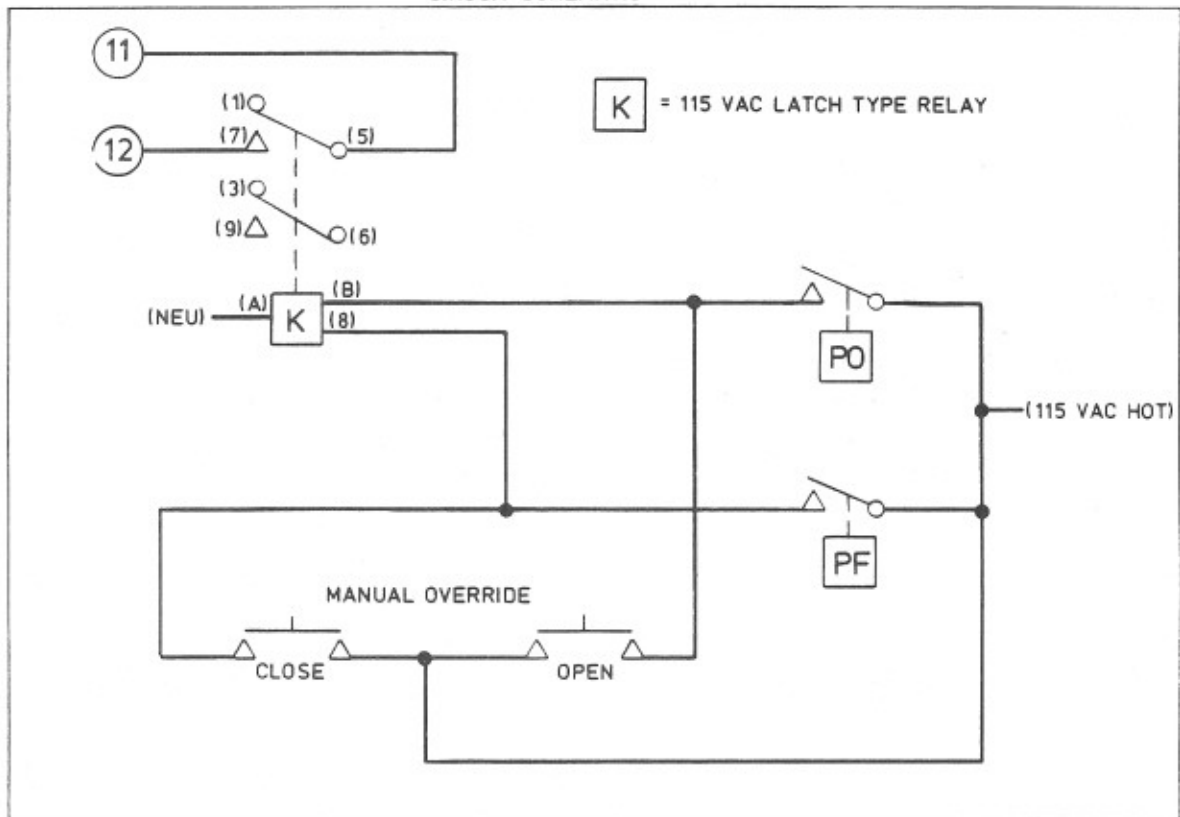 11
(1)
K = 115 VAC LATCH TYPE RELAY
(7)
(5)
12
(3)
(9)
(6)
(NEU)
(A)
K
(B)
(8)
PO
(115 VAC HOT)
PF
MANUAL OVERRIDE
CLOSE
OPEN